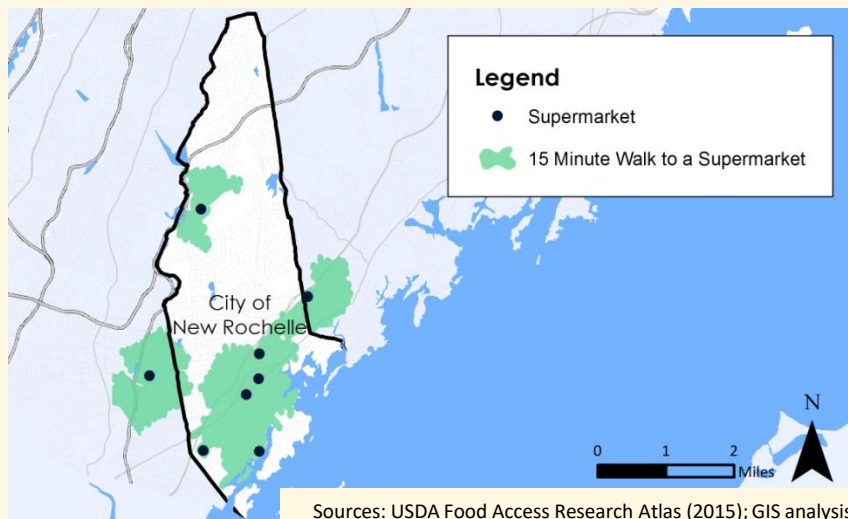 Legend
Supermarket
15 Minute Walk to a Supermarket
City of
New Rochelle
N
0 1 2
Miles
Sources: USDA Food Access Research Atlas (2015); GIS analysis